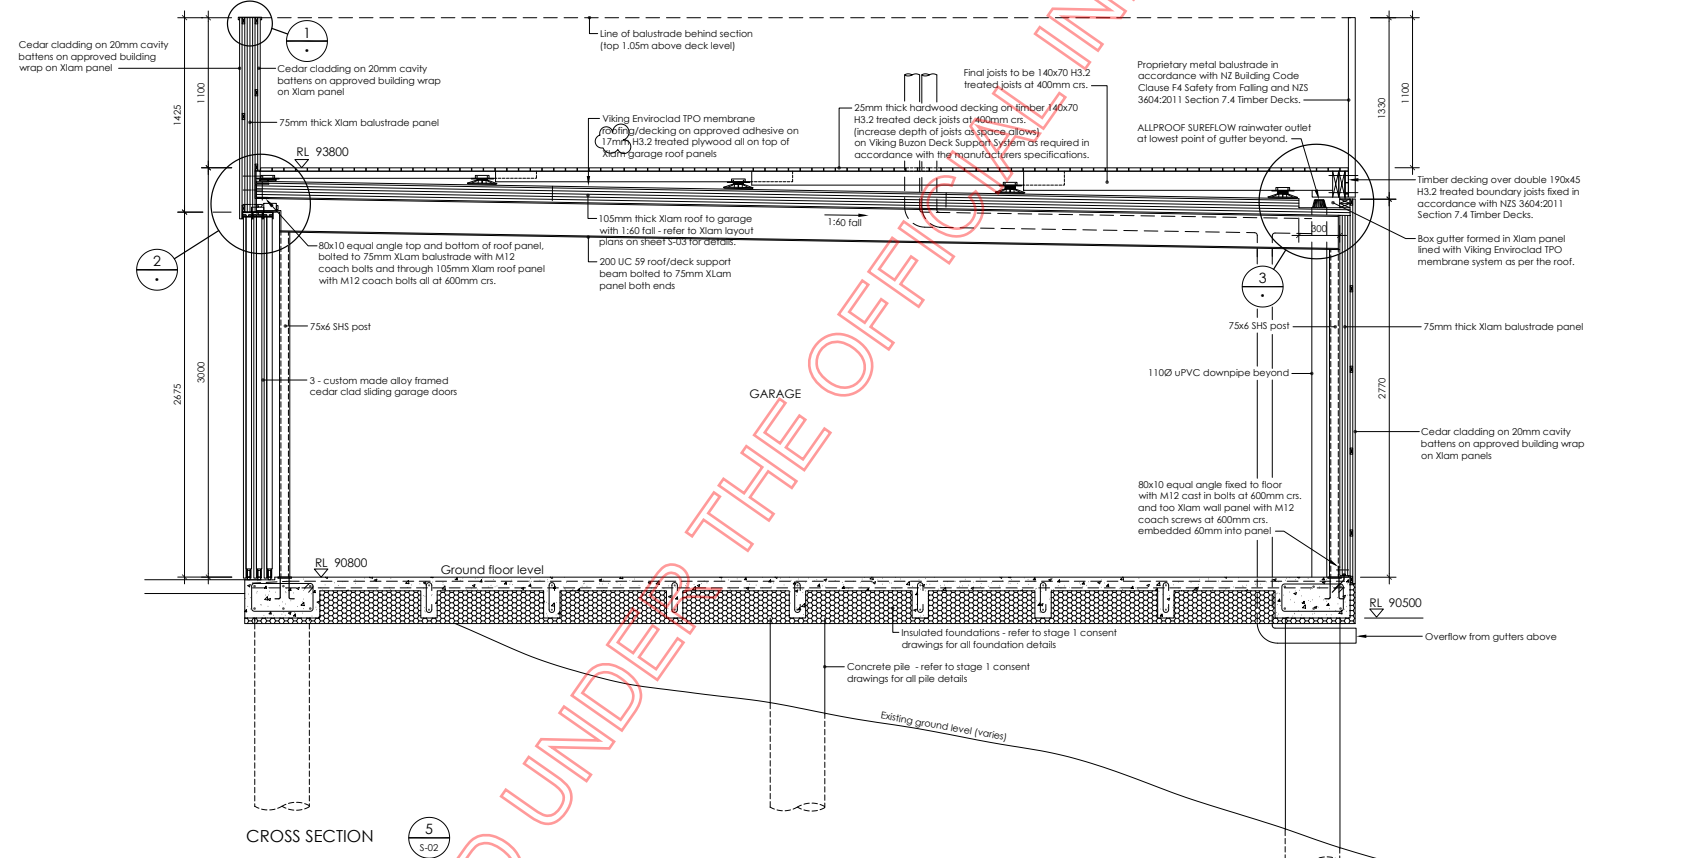 Cedar cladding on 20mm cavity
battens on approved building
wrap on Xlam panel
1
Cedar cladding on 20mm cavity
battens on approved building wrap
on Xlam panel
75mm thick Xlam balustrade panel
1425
1100
RL 93800
Line of balustrade behind section
(top 1.05m above deck level)
Viking Enviroclad TPO membrane
roofing/decking on approved adhesive on
17mm H3.2 treated plywood all on top of
Xlam garage roof panels
Final joists to be 140x70 H3.2
treated joists at 400mm crs.
25mm thick hardwood decking on timber 140x70
H3.2 treated deck joists at 400mm crs.
(increase depth of joists as space allows)
on Viking Buzon Deck Support System as required in
accordance with the manufacturers specifications.
Proprietary metal balustrade in
accordance with NZ Building Code
Clause F4 Safety from Falling and NZS
3604:2011 Section 7.4 Timber Decks.
ALLPROOF SUREFLOW rainwater outlet
at lowest point of gutter beyond.
1330
1100
Timber decking over double 190x45
H3.2 treated boundary joists fixed in
accordance with NZS 3604:2011
Section 7.4 Timber Decks.
Box gutter formed in Xlam panel
lined with Viking Enviroclad TPO
membrane system as per the roof.
2
80x10 equal angle top and bottom of roof panel,
bolted to 75mm XLam balustrade with M12
coach bolts and through 105mm Xlam roof panel
with M12 coach bolts all at 600mm crs.
105mm thick Xlam roof to garage
with 1:60 fall - refer to Xlam layout
plans on sheet S-03 for details.
200 UC 59 roof/deck support
beam bolted to 75mm XLam
panel both ends
1:60 fall
300
3
75x6 SHS post
75x6 SHS post
75mm thick Xlam balustrade panel
2675
3000
3 - custom made alloy framed
cedar clad sliding garage doors
GARAGE
110Ø uPVC downpipe beyond
2770
Cedar cladding on 20mm cavity
battens on approved building wrap
on Xlam panels
80x10 equal angle fixed to floor
with M12 cast in bolts at 600mm crs.
and too Xlam wall panel with M12
coach screws at 600mm crs.
embedded 60mm into panel
RL 90800
Ground floor level
RL 90500
Insulated foundations - refer to stage 1 consent
drawings for all foundation details
Overflow from gutters above
Concrete pile - refer to stage 1 consent
drawings for all pile details
Existing ground level (varies)
CROSS SECTION
5
S-02
UNDER THE OFFICIAL